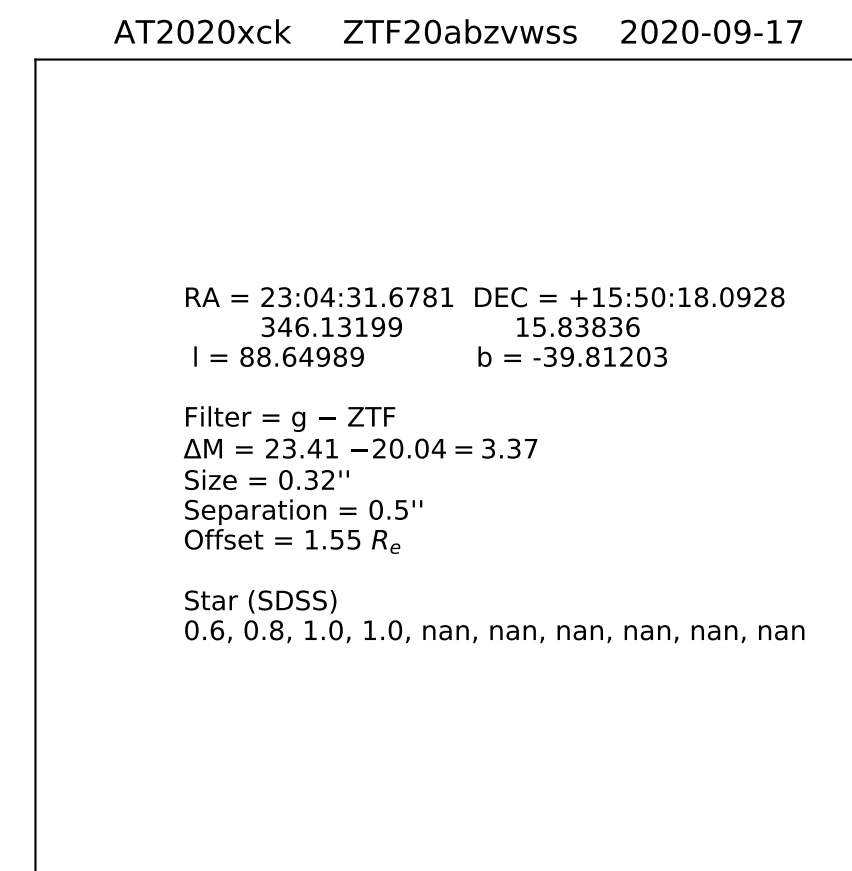 AT2020xck ZTF20abzvwss 2020-09-17
RA = 23:04:31.6781 DEC = +15:50:18.0928
346.13199 15.83836
l = 88.64989 b = -39.81203
Filter = g − ZTF
ΔM = 23.41 −20.04 = 3.37
Size = 0.32''
Separation = 0.5''
Offset = 1.55 Re
Star (SDSS)
0.6, 0.8, 1.0, 1.0, nan, nan, nan, nan, nan, nan